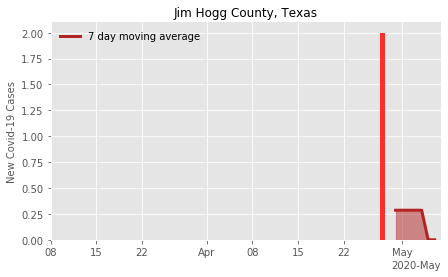 Jim Hogg County, Texas
7 day moving average
New Covid-19 Cases
2.00
1.75
1.50
1.25
1.00
0.75
0.50
0.25
0.00
08 15 22 Apr 08 15 22 May
2020-May